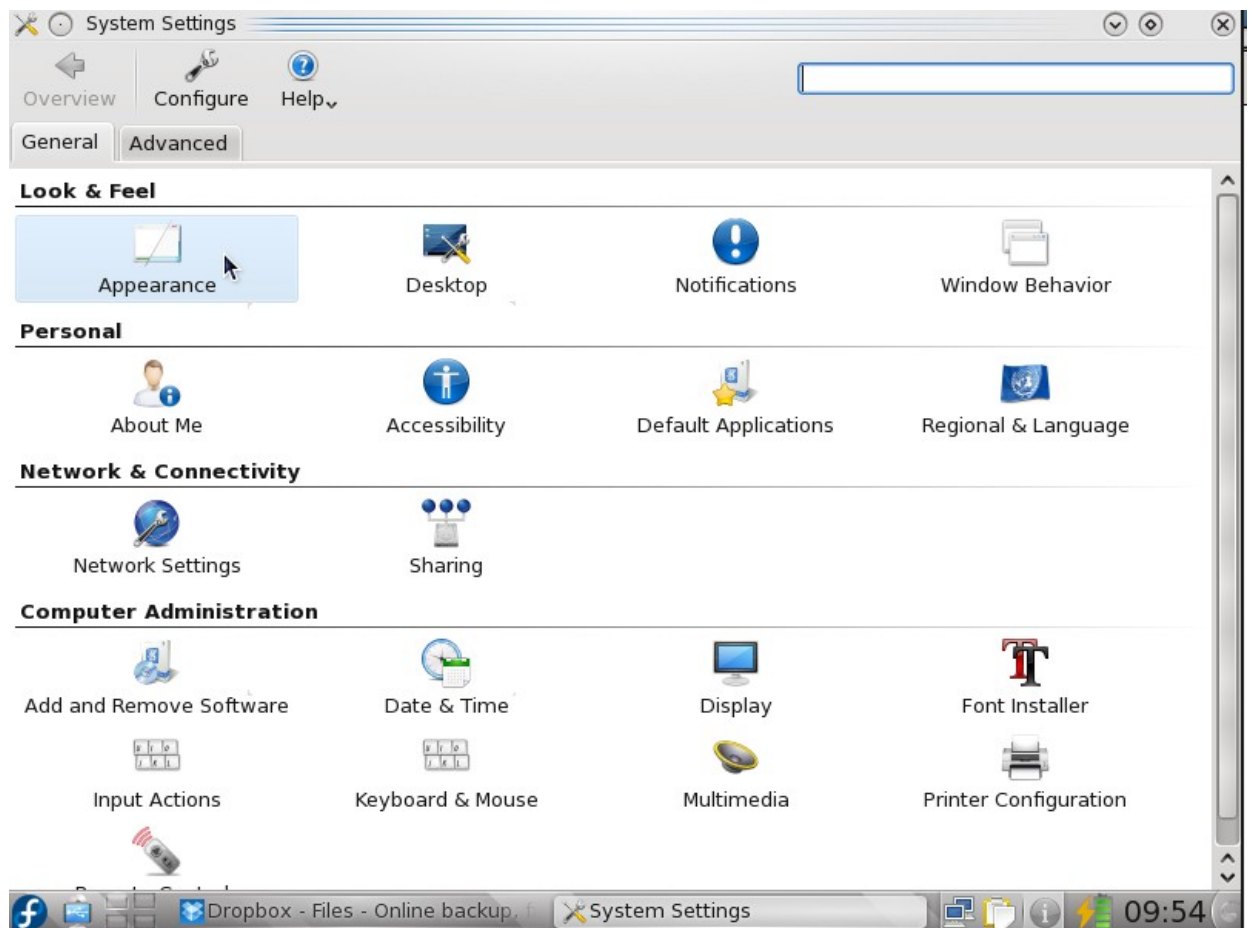 System Settings
Overview Configure Help
General Advanced
Look & Feel
Appearance Desktop Notifications Window Behavior
Personal
About Me Accessibility Default Applications Regional & Language
Network & Connectivity
Network Settings Sharing
Computer Administration
Add and Remove Software Date & Time Display Font Installer
Input Actions Keyboard & Mouse Multimedia Printer Configuration
Dropbox - Files - Online backup, f System Settings 09:54